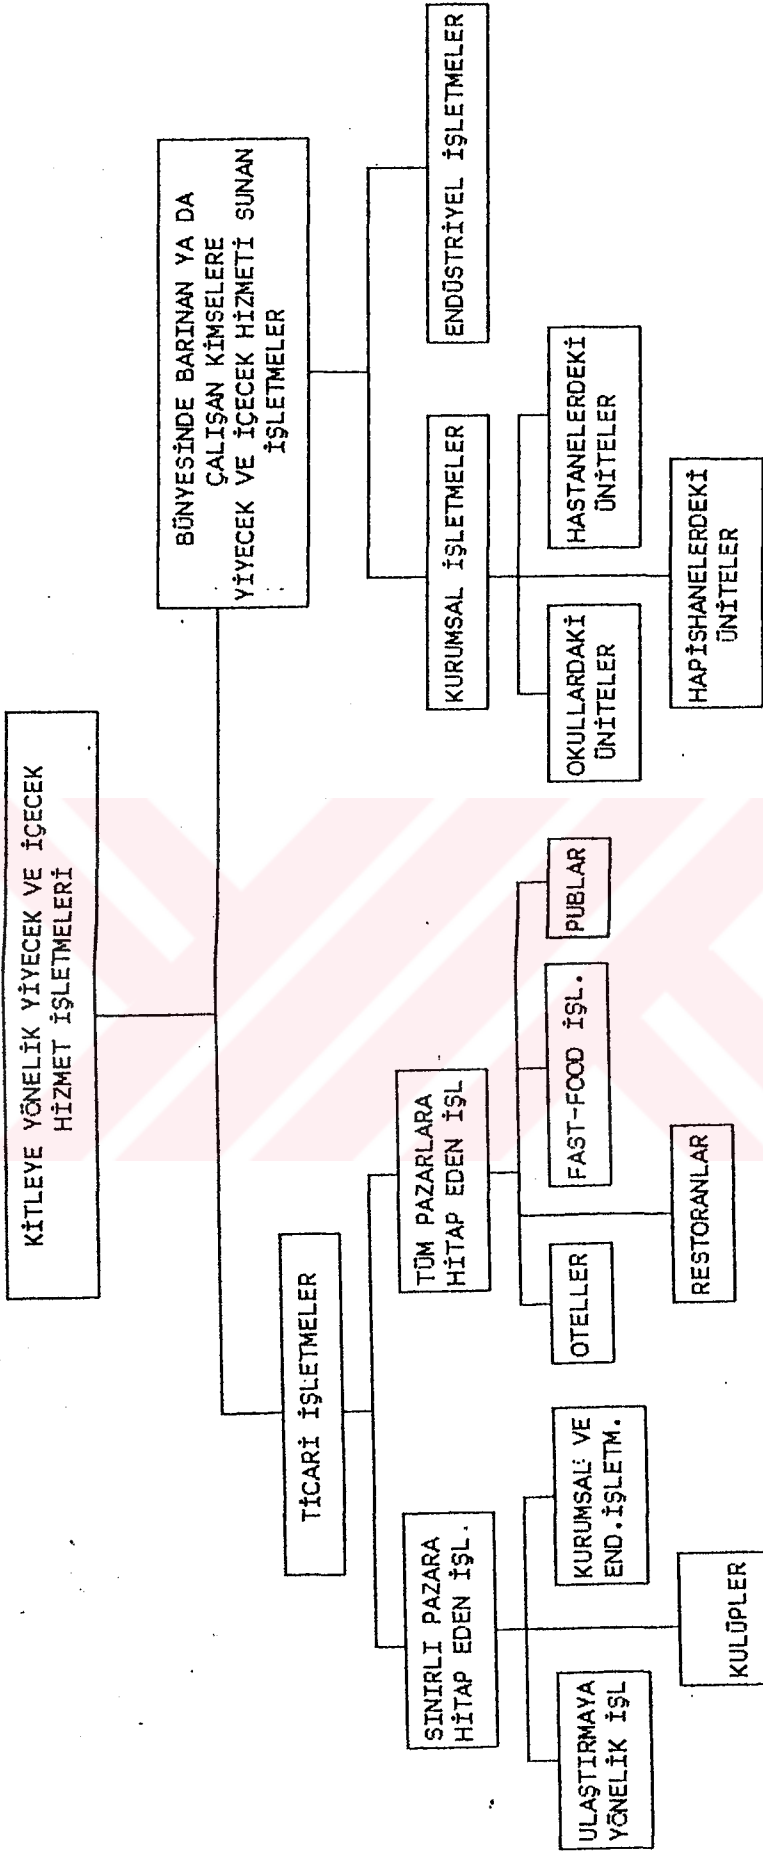 KİTLEYE YÖNELİK YİYECEK VE İÇECEK
HİZMET İŞLETMELERİ
TİCARİ İŞLETMELER
BÜNYESİNDE BARINAN YA DA
ÇALIŞAN KİMSELERE
YİYECEK VE İÇECEK HİZMETİ SUNAN
İŞLETMELER
SINIRLI PAZARA
HİTAP EDEN İŞL.
TÜM PAZARLARA
HİTAP EDEN İŞL
KURUMSAL İŞLETMELER
ENDÜSTRİYEL İŞLETMELER
ULAŞTIRMAYA
YÖNELİK İŞL
KURUMSAL VE
END.İŞLETM.
OTELLER
FAST-FOOD İŞL.
PUBLAR
OKULLARDAKİ
ÜNİTELER
HASTANELERDEKİ
ÜNİTELER
KULÜPLER
RESTORANLAR
HAPİSHANELERDEKİ
ÜNİTELER